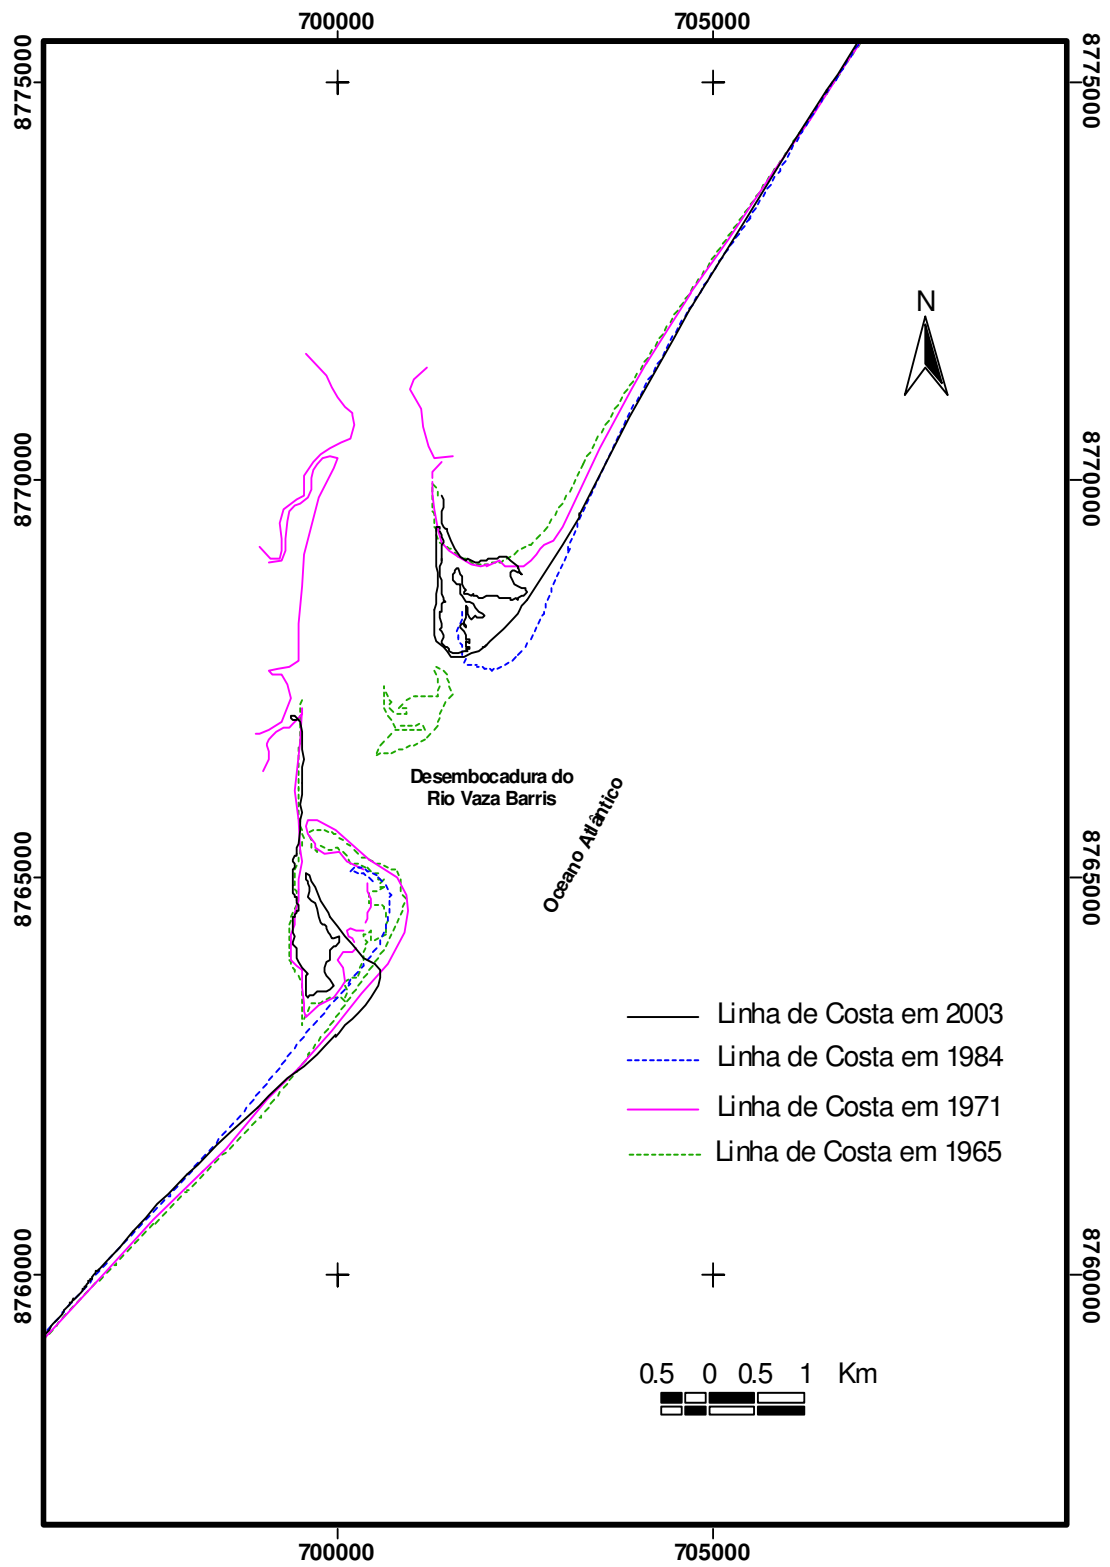 700000 705000
8775000 8775000
N
8770000 8770000
Desembocadura do
Rio Vaza Barris
Oceano Atlântico
8765000 8765000
Linha de Costa em 2003
Linha de Costa em 1984
Linha de Costa em 1971
Linha de Costa em 1965
8760000 8760000
0.5 0 0.5 1 Km
700000 705000